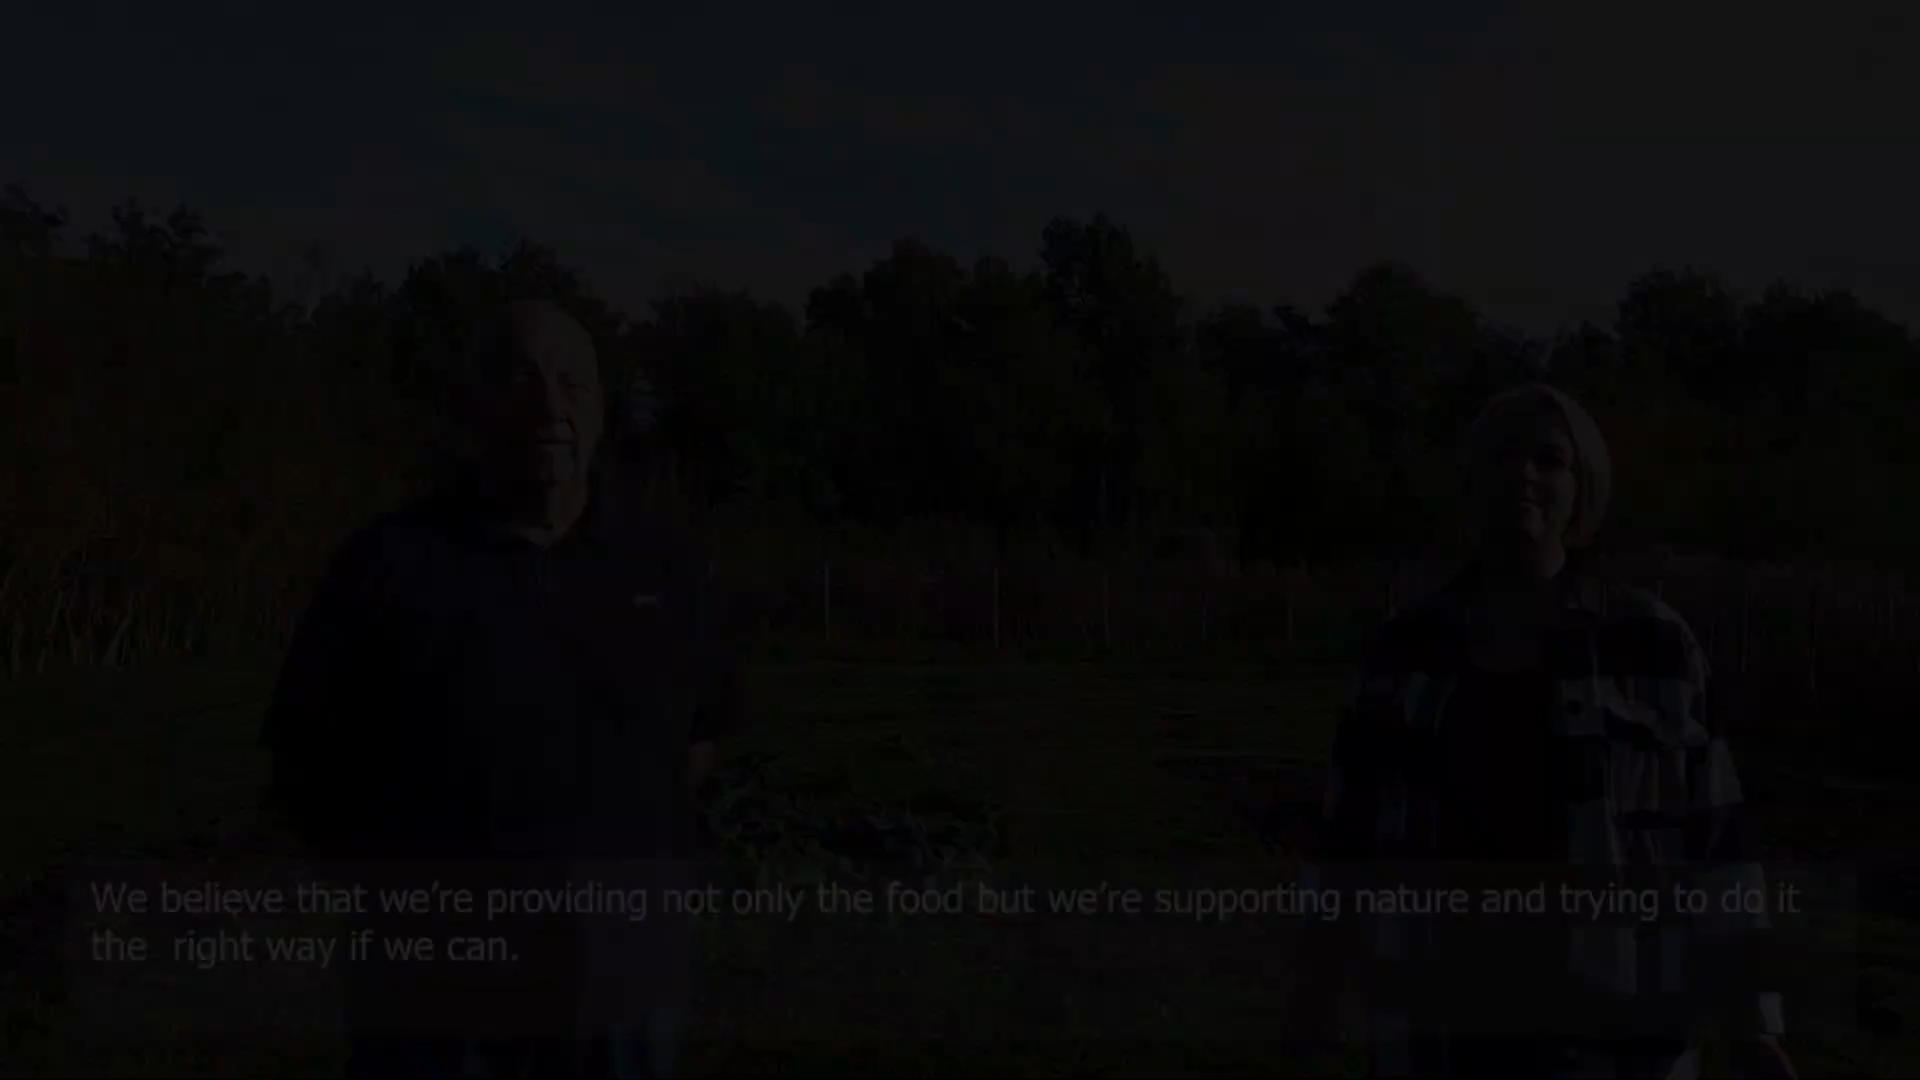 We believe that we're providing not only the food but we're supporting nature and trying to do it
the  right way if we can.